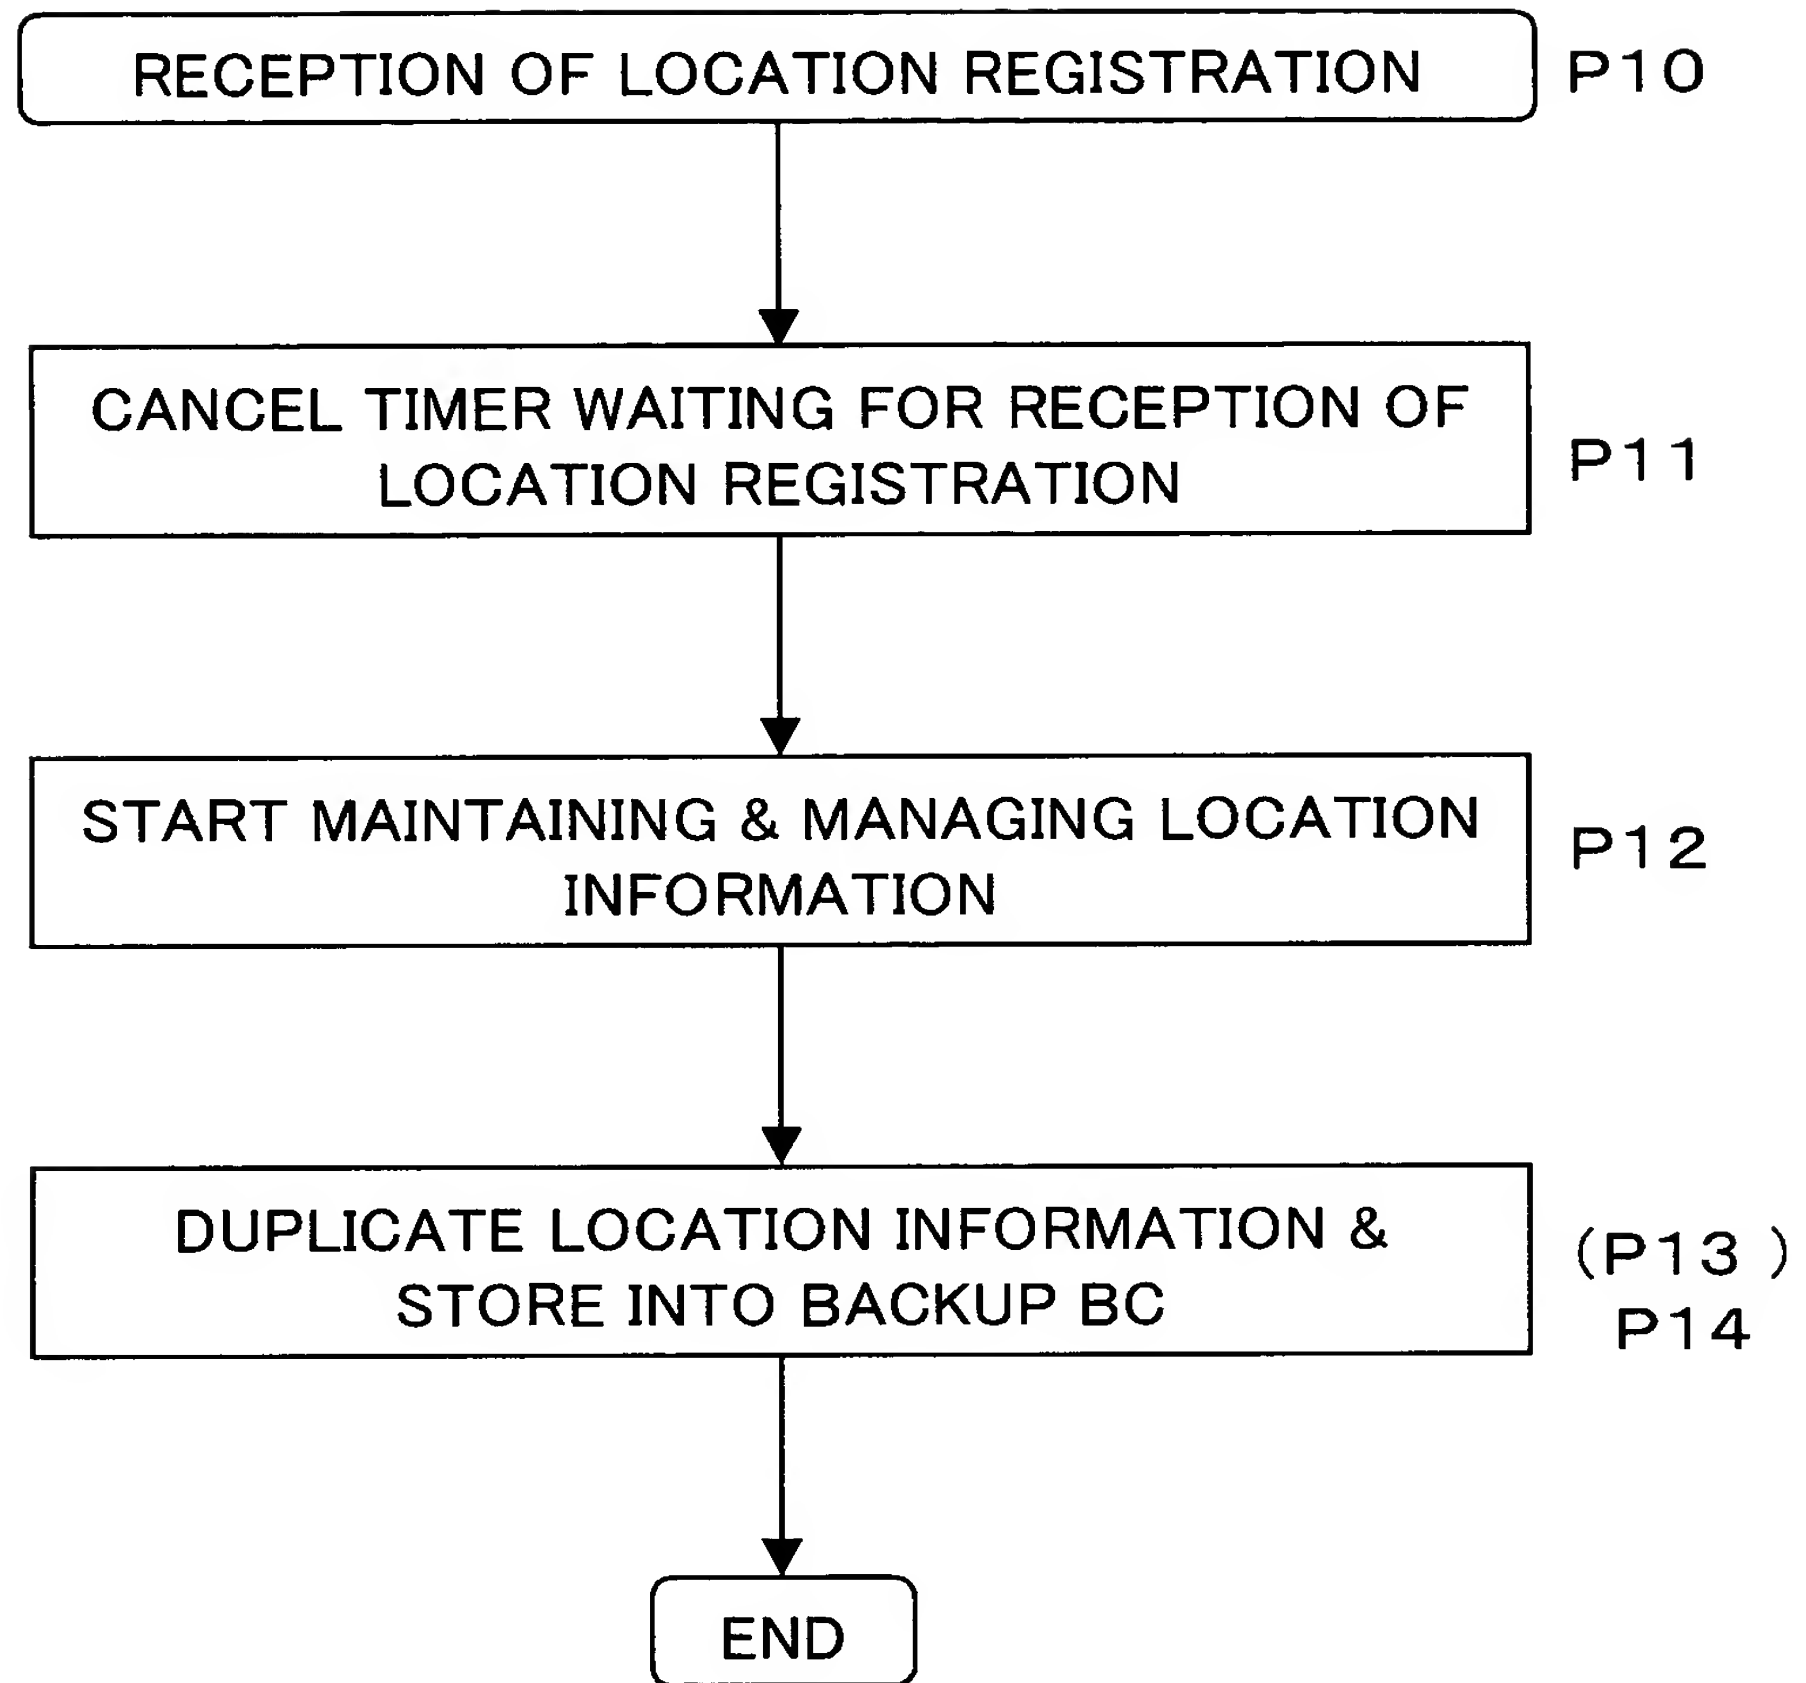 RECEPTION OF LOCATION REGISTRATION P10
CANCEL TIMER WAITING FOR RECEPTION OF
LOCATION REGISTRATION
P11
START MAINTAINING & MANAGING LOCATION
INFORMATION
P12
DUPLICATE LOCATION INFORMATION &
STORE INTO BACKUP BC
(P13)
P14
END